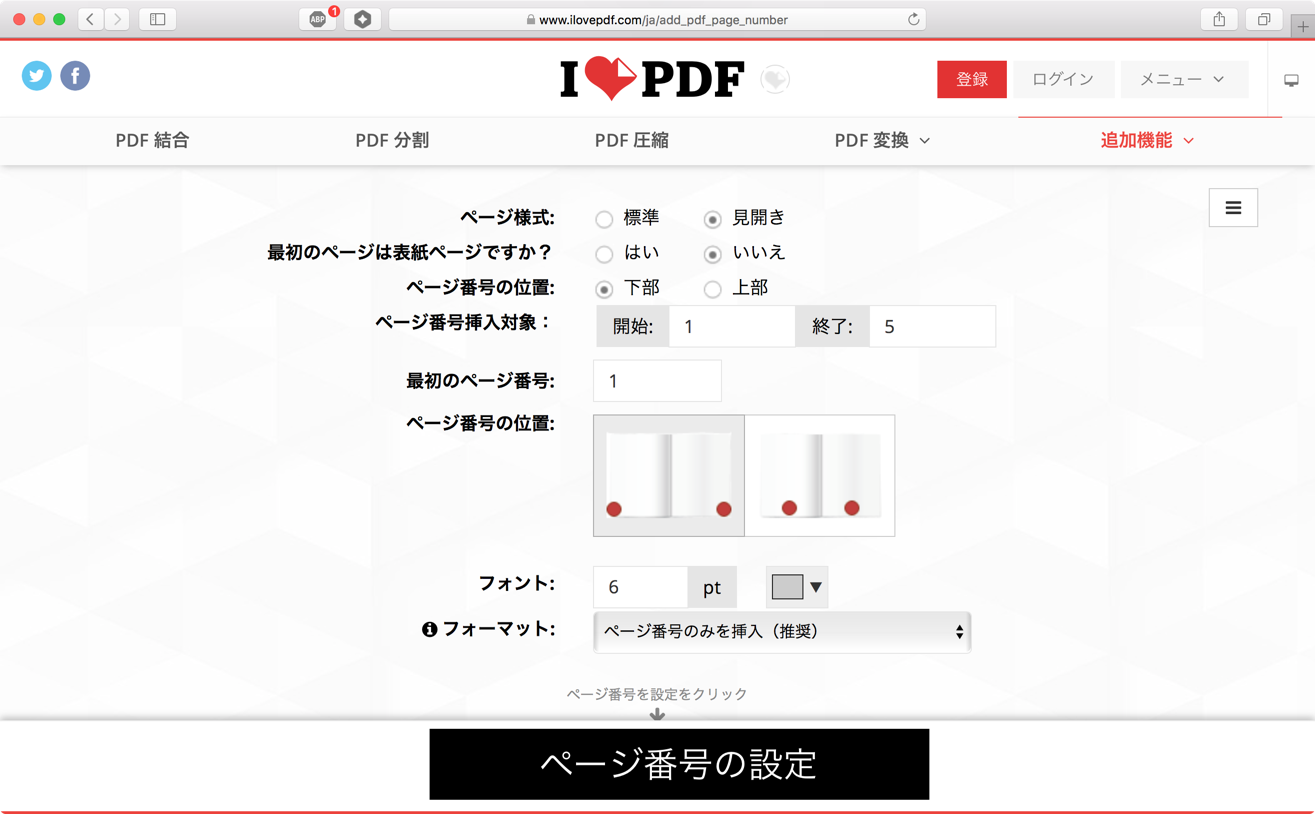 ABP 1 www.ilovepdf.com/ja/add_pdf_page_number
I PDF
登録 ログイン メニュー
PDF 結合 PDF 分割 PDF 圧縮 PDF 変換 追加機能
ページ様式: 標準 見開き
最初のページは表紙ページですか? はい いいえ
ページ番号の位置: 下部 上部
ページ番号挿入対象: 開始: 1 終了: 5
最初のページ番号: 1
ページ番号の位置:
フォント: 6 pt
フォーマット: ページ番号のみを挿入（推奨）
ページ番号を設定をクリック
ページ番号の設定